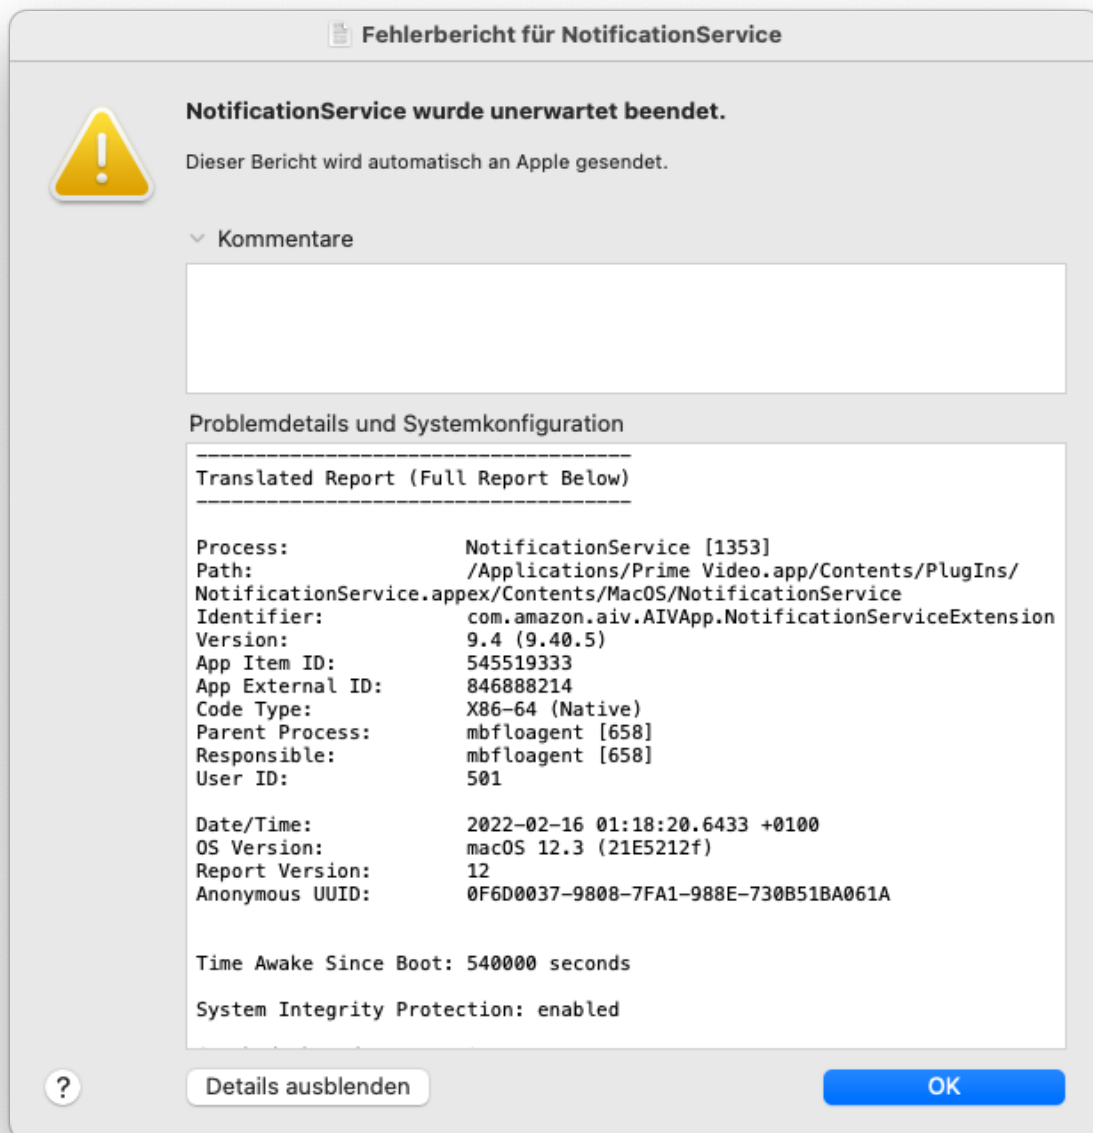 Fehlerbericht für NotificationService
NotificationService wurde unerwartet beendet.
Dieser Bericht wird automatisch an Apple gesendet.
Kommentare
Problemdetails und Systemkonfiguration
-------------------------------------
Translated Report (Full Report Below)
-------------------------------------
Process: NotificationService [1353]
Path: /Applications/Prime Video.app/Contents/PlugIns/
NotificationService.appex/Contents/MacOS/NotificationService
Identifier: com.amazon.aiv.AIVApp.NotificationServiceExtension
Version: 9.4 (9.40.5)
App Item ID: 545519333
App External ID: 846888214
Code Type: X86-64 (Native)
Parent Process: mbfloagent [658]
Responsible: mbfloagent [658]
User ID: 501
Date/Time: 2022-02-16 01:18:20.6433 +0100
OS Version: macOS 12.3 (21E5212f)
Report Version: 12
Anonymous UUID: 0F6D0037-9808-7FA1-988E-730B51BA061A
Time Awake Since Boot: 540000 seconds
System Integrity Protection: enabled
? Details ausblenden OK